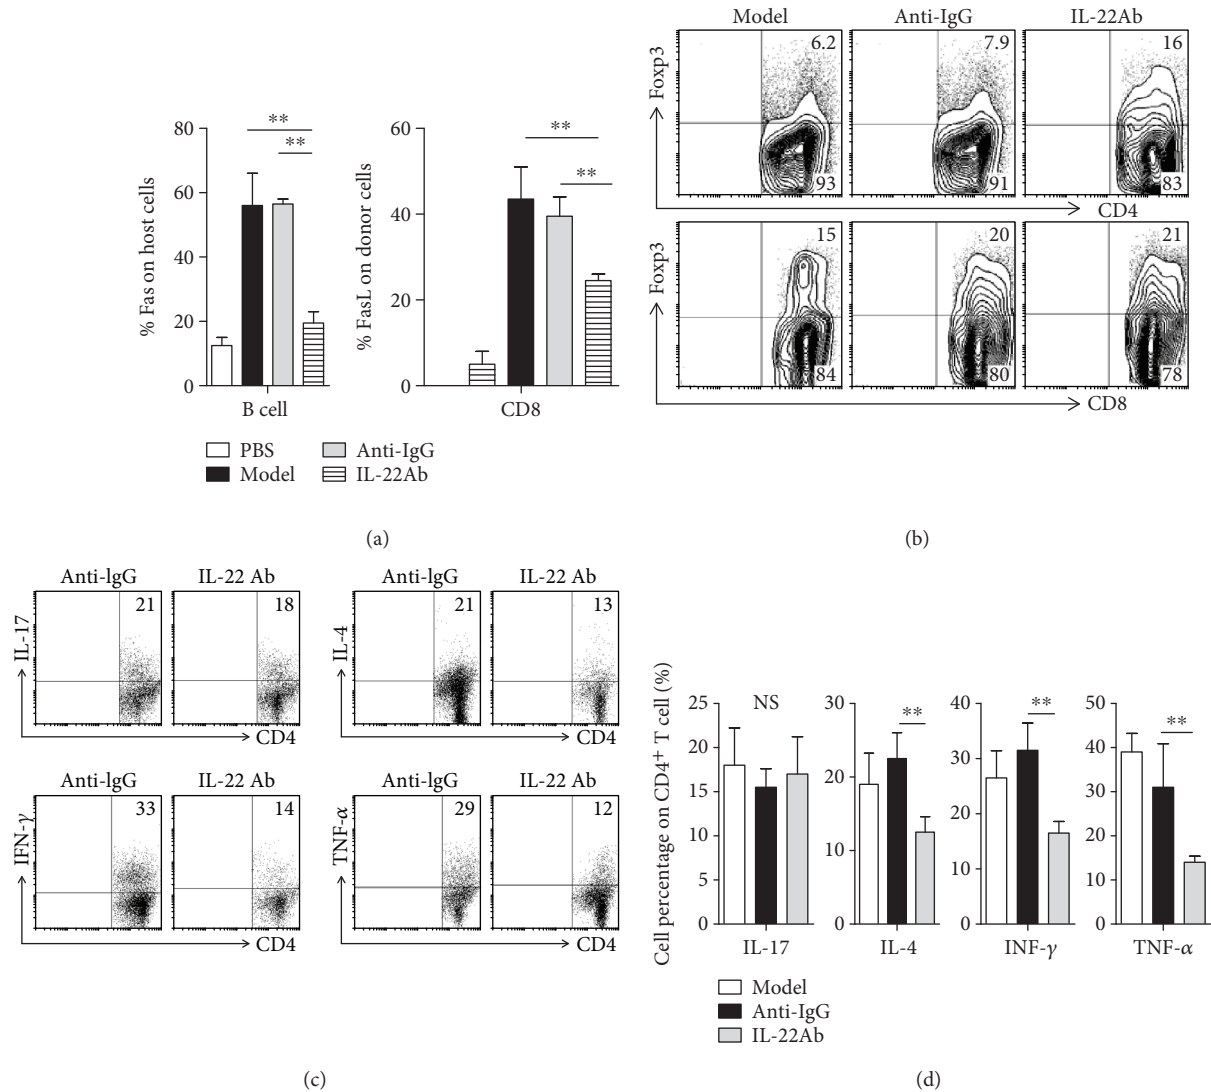 % Fas on host cells
80
60
40
20
0
**
**
B cell
% FasL on donor cells
60
40
20
0
**
**
CD8
PBS
Model
Anti-IgG
IL-22Ab
(a)
Model
Anti-IgG
IL-22Ab
Foxp3
6.2
93
7.9
91
16
83
CD4
Foxp3
15
84
20
80
21
78
CD8
(b)
Anti-lgG
IL-22 Ab
IL-17
21
18
CD4
Anti-lgG
IL-22 Ab
IL-4
21
13
CD4
Anti-lgG
IL-22 Ab
IFN-γ
33
14
CD4
Anti-lgG
IL-22 Ab
TNF-α
29
12
CD4
(c)
Cell percentage on CD4⁺ T cell (%)
25
20
15
10
5
0
NS
IL-17
30
20
10
0
**
IL-4
40
30
20
10
0
**
INF-γ
50
40
30
20
10
0
**
TNF-α
Model
Anti-IgG
IL-22Ab
(d)